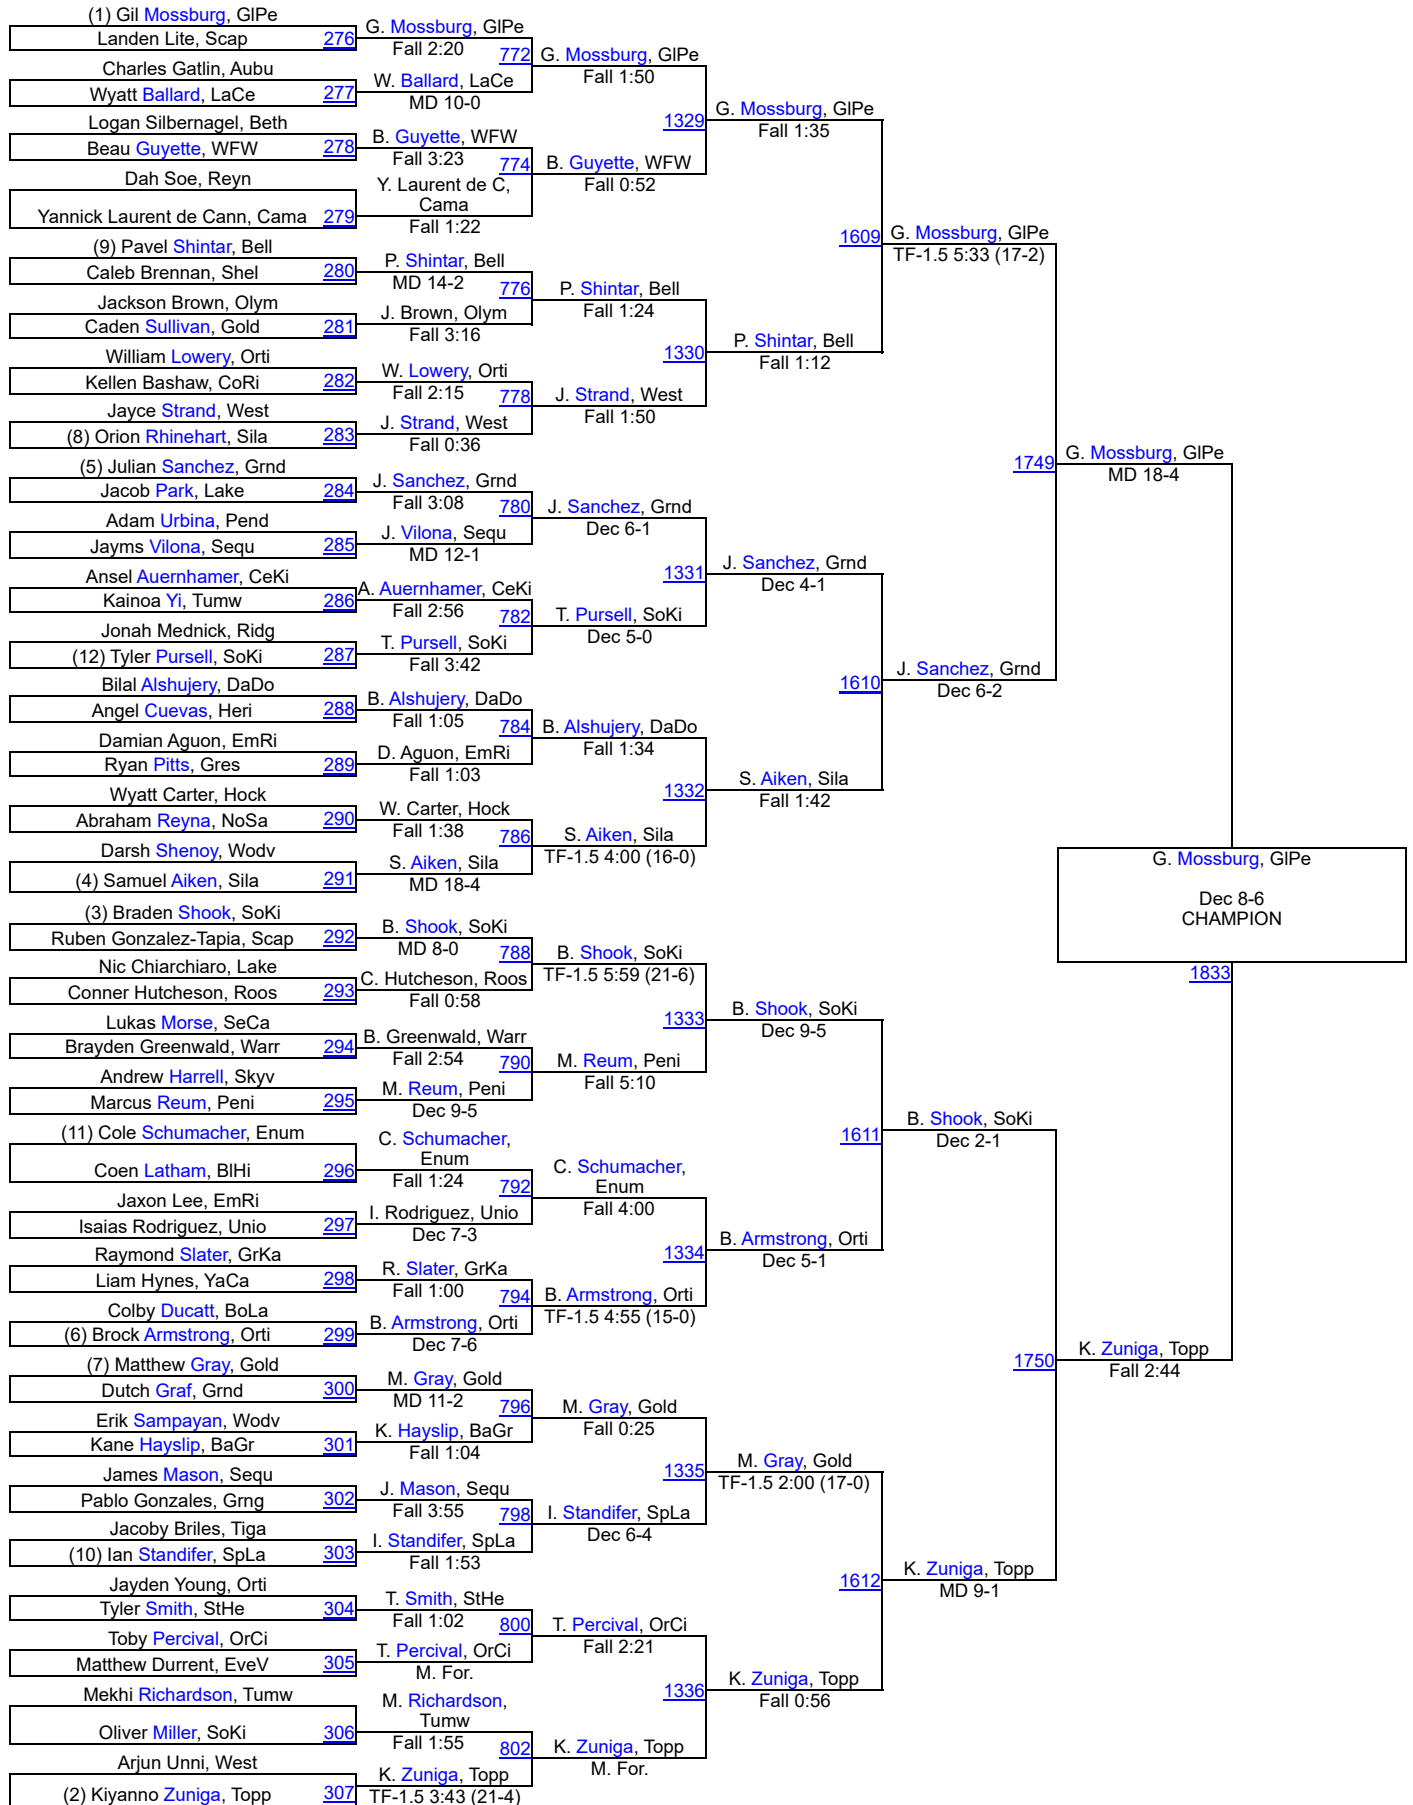 (1) Gil Mossburg, GlPe
Landen Lite, Scap
276
Charles Gatlin, Aubu
Wyatt Ballard, LaCe
277
Logan Silbernagel, Beth
Beau Guyette, WFW
278
Dah Soe, Reyn
Yannick Laurent de Cann, Cama
279
(9) Pavel Shintar, Bell
Caleb Brennan, Shel
280
Jackson Brown, Olym
Caden Sullivan, Gold
281
William Lowery, Orti
Kellen Bashaw, CoRi
282
Jayce Strand, West
(8) Orion Rhinehart, Sila
283
(5) Julian Sanchez, Grnd
Jacob Park, Lake
284
Adam Urbina, Pend
Jayms Vilona, Sequ
285
Ansel Auernhamer, CeKi
Kainoa Yi, Tumw
286
Jonah Mednick, Ridg
(12) Tyler Pursell, SoKi
287
Bilal Alshujery, DaDo
Angel Cuevas, Heri
288
Damian Aguon, EmRi
Ryan Pitts, Gres
289
Wyatt Carter, Hock
Abraham Reyna, NoSa
290
Darsh Shenoy, Wodv
(4) Samuel Aiken, Sila
291
(3) Braden Shook, SoKi
Ruben Gonzalez-Tapia, Scap
292
Nic Chiarchiaro, Lake
Conner Hutcheson, Roos
293
Lukas Morse, SeCa
Brayden Greenwald, Warr
294
Andrew Harrell, Skyv
Marcus Reum, Peni
295
(11) Cole Schumacher, Enum
Coen Latham, BlHi
296
Jaxon Lee, EmRi
Isaias Rodriguez, Unio
297
Raymond Slater, GrKa
Liam Hynes, YaCa
298
Colby Ducatt, BoLa
(6) Brock Armstrong, Orti
299
(7) Matthew Gray, Gold
Dutch Graf, Grnd
300
Erik Sampayan, Wodv
Kane Hayslip, BaGr
301
James Mason, Sequ
Pablo Gonzales, Grng
302
Jacoby Briles, Tiga
(10) Ian Standifer, SpLa
303
Jayden Young, Orti
Tyler Smith, StHe
304
Toby Percival, OrCi
Matthew Durrent, EveV
305
Mekhi Richardson, Tumw
Oliver Miller, SoKi
306
Arjun Unni, West
(2) Kiyanno Zuniga, Topp
307
G. Mossburg, GlPe
Fall 2:20
772
W. Ballard, LaCe
MD 10-0
B. Guyette, WFW
Fall 3:23
774
Y. Laurent de C,
Cama
Fall 1:22
P. Shintar, Bell
MD 14-2
776
J. Brown, Olym
Fall 3:16
W. Lowery, Orti
Fall 2:15
778
J. Strand, West
Fall 0:36
J. Sanchez, Grnd
Fall 3:08
780
J. Vilona, Sequ
MD 12-1
A. Auernhamer, CeKi
Fall 2:56
782
T. Pursell, SoKi
Fall 3:42
B. Alshujery, DaDo
Fall 1:05
784
D. Aguon, EmRi
Fall 1:03
W. Carter, Hock
Fall 1:38
786
S. Aiken, Sila
MD 18-4
B. Shook, SoKi
MD 8-0
788
C. Hutcheson, Roos
Fall 0:58
B. Greenwald, Warr
Fall 2:54
790
M. Reum, Peni
Dec 9-5
C. Schumacher,
Enum
Fall 1:24
792
I. Rodriguez, Unio
Dec 7-3
R. Slater, GrKa
Fall 1:00
794
B. Armstrong, Orti
Dec 7-6
M. Gray, Gold
MD 11-2
796
K. Hayslip, BaGr
Fall 1:04
J. Mason, Sequ
Fall 3:55
798
I. Standifer, SpLa
Fall 1:53
T. Smith, StHe
Fall 1:02
800
T. Percival, OrCi
M. For.
M. Richardson,
Tumw
Fall 1:55
802
K. Zuniga, Topp
TF-1.5 3:43 (21-4)
G. Mossburg, GlPe
Fall 1:50
1329
B. Guyette, WFW
Fall 0:52
P. Shintar, Bell
Fall 1:24
1330
J. Strand, West
Fall 1:50
J. Sanchez, Grnd
Dec 6-1
1331
T. Pursell, SoKi
Dec 5-0
B. Alshujery, DaDo
Fall 1:34
1332
S. Aiken, Sila
TF-1.5 4:00 (16-0)
B. Shook, SoKi
TF-1.5 5:59 (21-6)
1333
M. Reum, Peni
Fall 5:10
C. Schumacher,
Enum
Fall 4:00
1334
B. Armstrong, Orti
TF-1.5 4:55 (15-0)
M. Gray, Gold
Fall 0:25
1335
I. Standifer, SpLa
Dec 6-4
T. Percival, OrCi
Fall 2:21
1336
K. Zuniga, Topp
M. For.
G. Mossburg, GlPe
Fall 1:35
1609
P. Shintar, Bell
Fall 1:12
J. Sanchez, Grnd
Dec 4-1
1610
S. Aiken, Sila
Fall 1:42
B. Shook, SoKi
Dec 9-5
1611
B. Armstrong, Orti
Dec 5-1
M. Gray, Gold
TF-1.5 2:00 (17-0)
1612
K. Zuniga, Topp
Fall 0:56
G. Mossburg, GlPe
TF-1.5 5:33 (17-2)
1749
J. Sanchez, Grnd
Dec 6-2
B. Shook, SoKi
Dec 2-1
1750
K. Zuniga, Topp
MD 9-1
G. Mossburg, GlPe
MD 18-4
K. Zuniga, Topp
Fall 2:44
G. Mossburg, GlPe
Dec 8-6
CHAMPION
1833